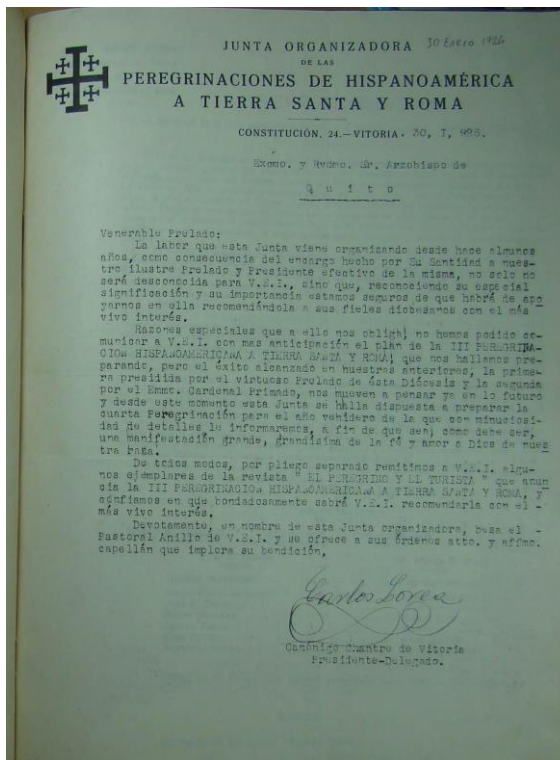 30 Enero 1926
JUNTA ORGANIZADORA
DE LAS
PEREGRINACIONES DE HISPANOAMÉRICA
A TIERRA SANTA Y ROMA
CONSTITUCIÓN, 24.—VITORIA. 30, I, 926.
Excmo. y Rvdmo. Sr. Arzobispo de
Quito
Venerable Prelado:
La labor que esta Junta viene organizando desde hace algunos
años, como consecuencia del encargo hecho por Su Santidad a nues-
tro ilustre Prelado y Presidente efectivo de la misma, no solo no
será desconocida para V.E.I., sino que, reconociendo su especial
significación y su importancia estamos seguros de que habrá de apo
yarnos en ella recomendándola a sus fieles diocesanos con el más
vivo interés.
Razones especiales que a ello nos obligaj no hemos podido co-
municar a V.E.I. con mas anticipación el plan de la III PEREGRINA-
CION HISPANOAMERICANA A TIERRA SANTA Y ROMA; que nos hallamos pre-
parando, pero el éxito alcanzado en nuestras anteriores, la prime-
ra presidida por el virtuoso Prelado de ésta Diócesis y la segunda
por el Emmo. Cardenal Primado, nos mueven a pensar ya en lo futuro
y desde este momento esta Junta se halla dispuesta a preparar la
cuarta Peregrinación para el año venidero de la que con minuciosi-
dad de detalles le informaremos, a fin de que sea; como debe ser,
una manifestación grande, grandísima de la fé y amor a Dios de nues
tra Raza.
De todos modos, por pliego separado remitimos a V.E.I. algu-
nos ejemplares de la revista " EL PEREGRINO Y EL TURISTA " que anun
cia la III PEREGRINACION HISPANOAMERICANA A TIERRA SANTA Y ROMA, y
confiamos en que bondadosamente sabrá V.E.I. recomendarla con el -
más vivo interés.
Devotamente, en nombre de esta Junta organizadora, besa el -
Pastoral Anillo de V.E.I. y se ofrece a sus órdenes atto. y affmo.
capellán que implora su bendición,
Carlos Lorea
Canónigo Chantre de Vitoria
Presidente-Delegado.